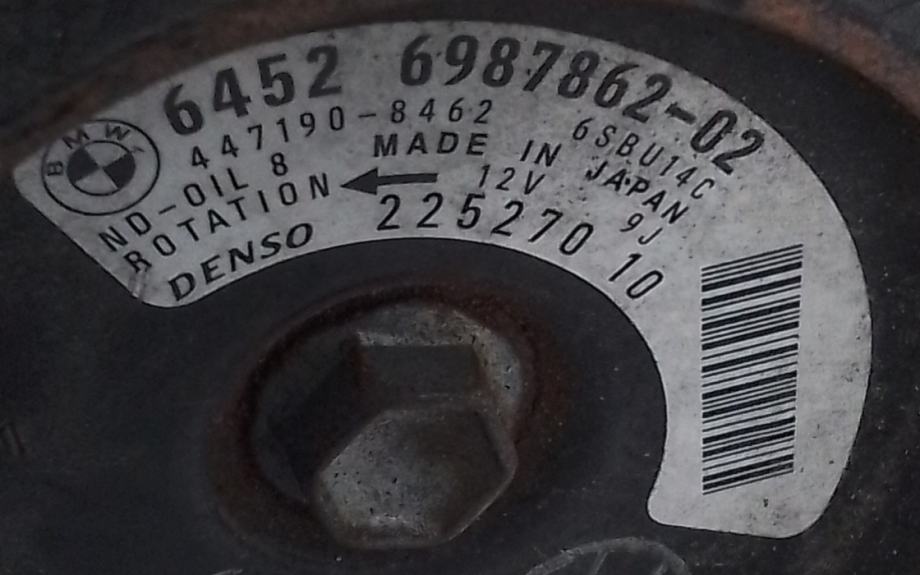 BMW
6452 6987862-02
447190-8462 6SBU14C
ND-OIL 8 MADE IN JAPAN
ROTATION 12V 9J
DENSO 225270 10